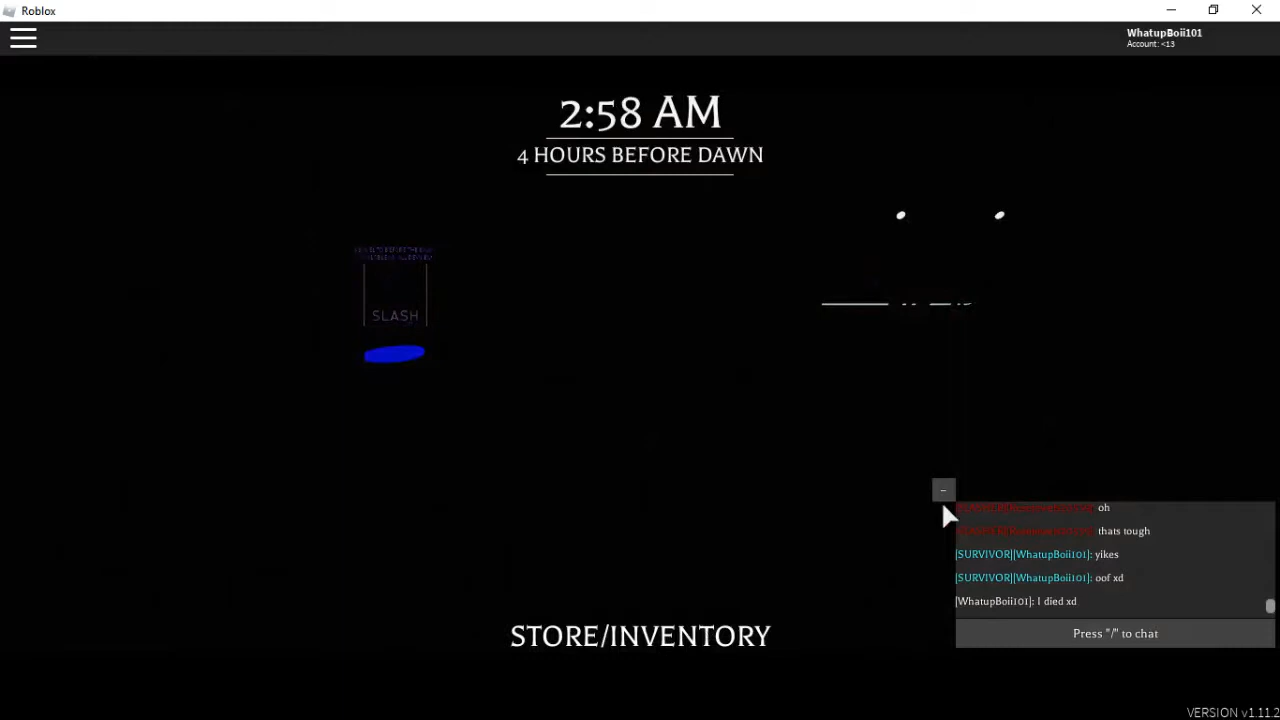 Roblox
WhatupBoii101
Account: <13
2:58 AM
4 HOURS BEFORE DAWN
SLASH
oh
thats tough
[SURVIVOR][WhatupBoii101]: yikes
[SURVIVOR][WhatupBoii101]: oof xd
[WhatupBoii101]: I died xd
Press "/" to chat
STORE/INVENTORY
VERSION v1.11.2